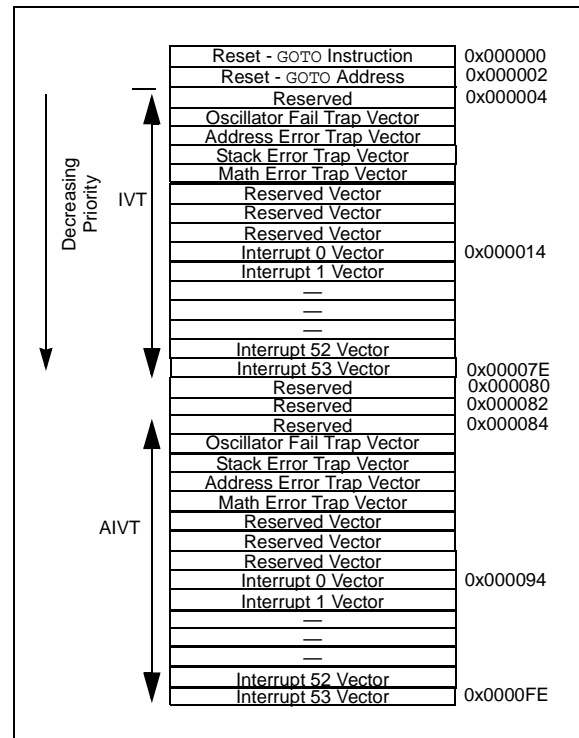 Reset - GOTO Instruction 0x000000
Reset - GOTO Address 0x000002
Reserved 0x000004
Oscillator Fail Trap Vector
Address Error Trap Vector
Stack Error Trap Vector
Math Error Trap Vector
Reserved Vector
Reserved Vector
Reserved Vector
Interrupt 0 Vector 0x000014
Interrupt 1 Vector
—
—
—
Interrupt 52 Vector
Interrupt 53 Vector 0x00007E
Reserved 0x000080
Reserved 0x000082
Reserved 0x000084
Oscillator Fail Trap Vector
Stack Error Trap Vector
Address Error Trap Vector
Math Error Trap Vector
Reserved Vector
Reserved Vector
Reserved Vector
Interrupt 0 Vector 0x000094
Interrupt 1 Vector
—
—
—
Interrupt 52 Vector
Interrupt 53 Vector 0x0000FE
Decreasing
Priority
IVT
AIVT